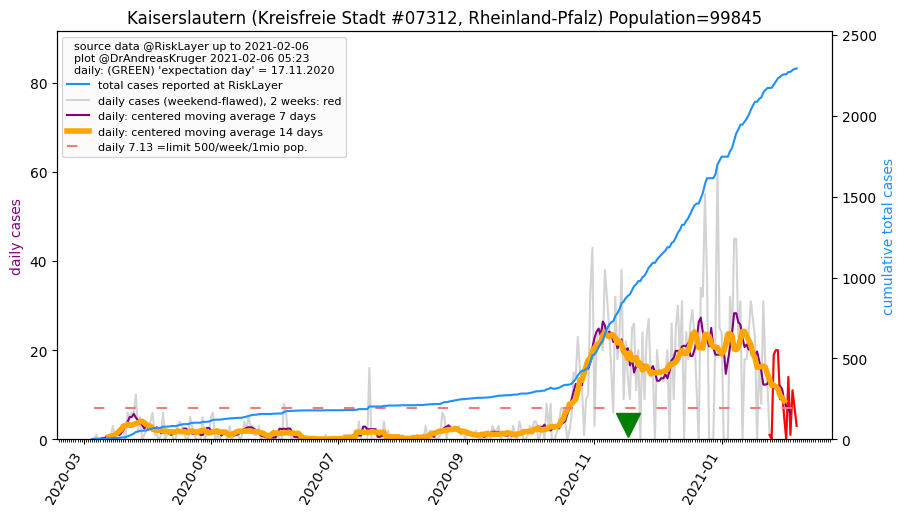 Kaiserslautern (Kreisfreie Stadt #07312, Rheinland-Pfalz) Population=99845
source data @RiskLayer up to 2021-02-06
plot @DrAndreasKruger 2021-02-06 05:23
daily: (GREEN) 'expectation day' = 17.11.2020
total cases reported at RiskLayer
daily cases (weekend-flawed), 2 weeks: red
daily: centered moving average 7 days
daily: centered moving average 14 days
daily 7.13 =limit 500/week/1mio pop.
daily cases
80
60
40
20
0
cumulative total cases
2500
2000
1500
1000
500
0
2020-03
2020-05
2020-07
2020-09
2020-11
2021-01